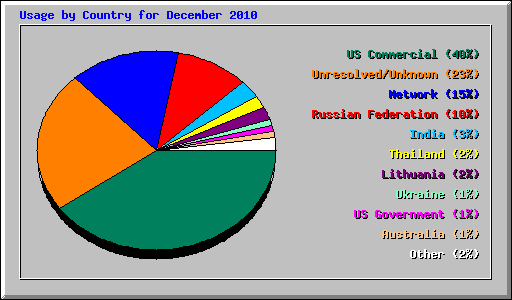 Usage by Country for December 2010
US Commercial (40%)
Unresolved/Unknown (23%)
Network (15%)
Russian Federation (10%)
India (3%)
Thailand (2%)
Lithuania (2%)
Ukraine (1%)
US Government (1%)
Australia (1%)
Other (2%)